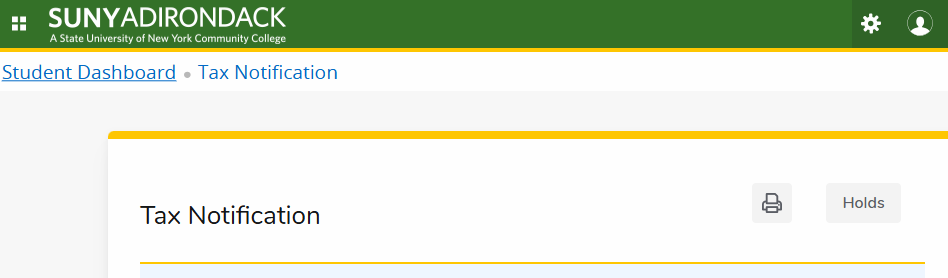 SUNYADIRONDACK
A State University of New York Community College
Student Dashboard • Tax Notification
Tax Notification
Holds